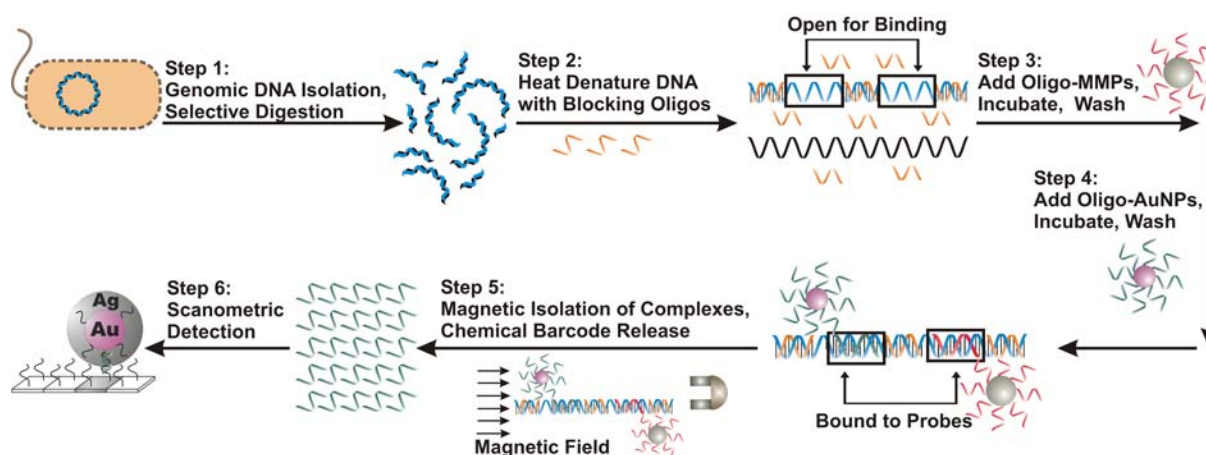 Step 1:
Genomic DNA Isolation,
Selective Digestion
Step 2:
Heat Denature DNA
with Blocking Oligos
Open for Binding
Step 3:
Add Oligo-MMPs,
Incubate, Wash
Step 4:
Add Oligo-AuNPs,
Incubate, Wash
Bound to Probes
Step 5:
Magnetic Isolation of Complexes,
Chemical Barcode Release
Magnetic Field
Step 6:
Scanometric
Detection
Ag
Au